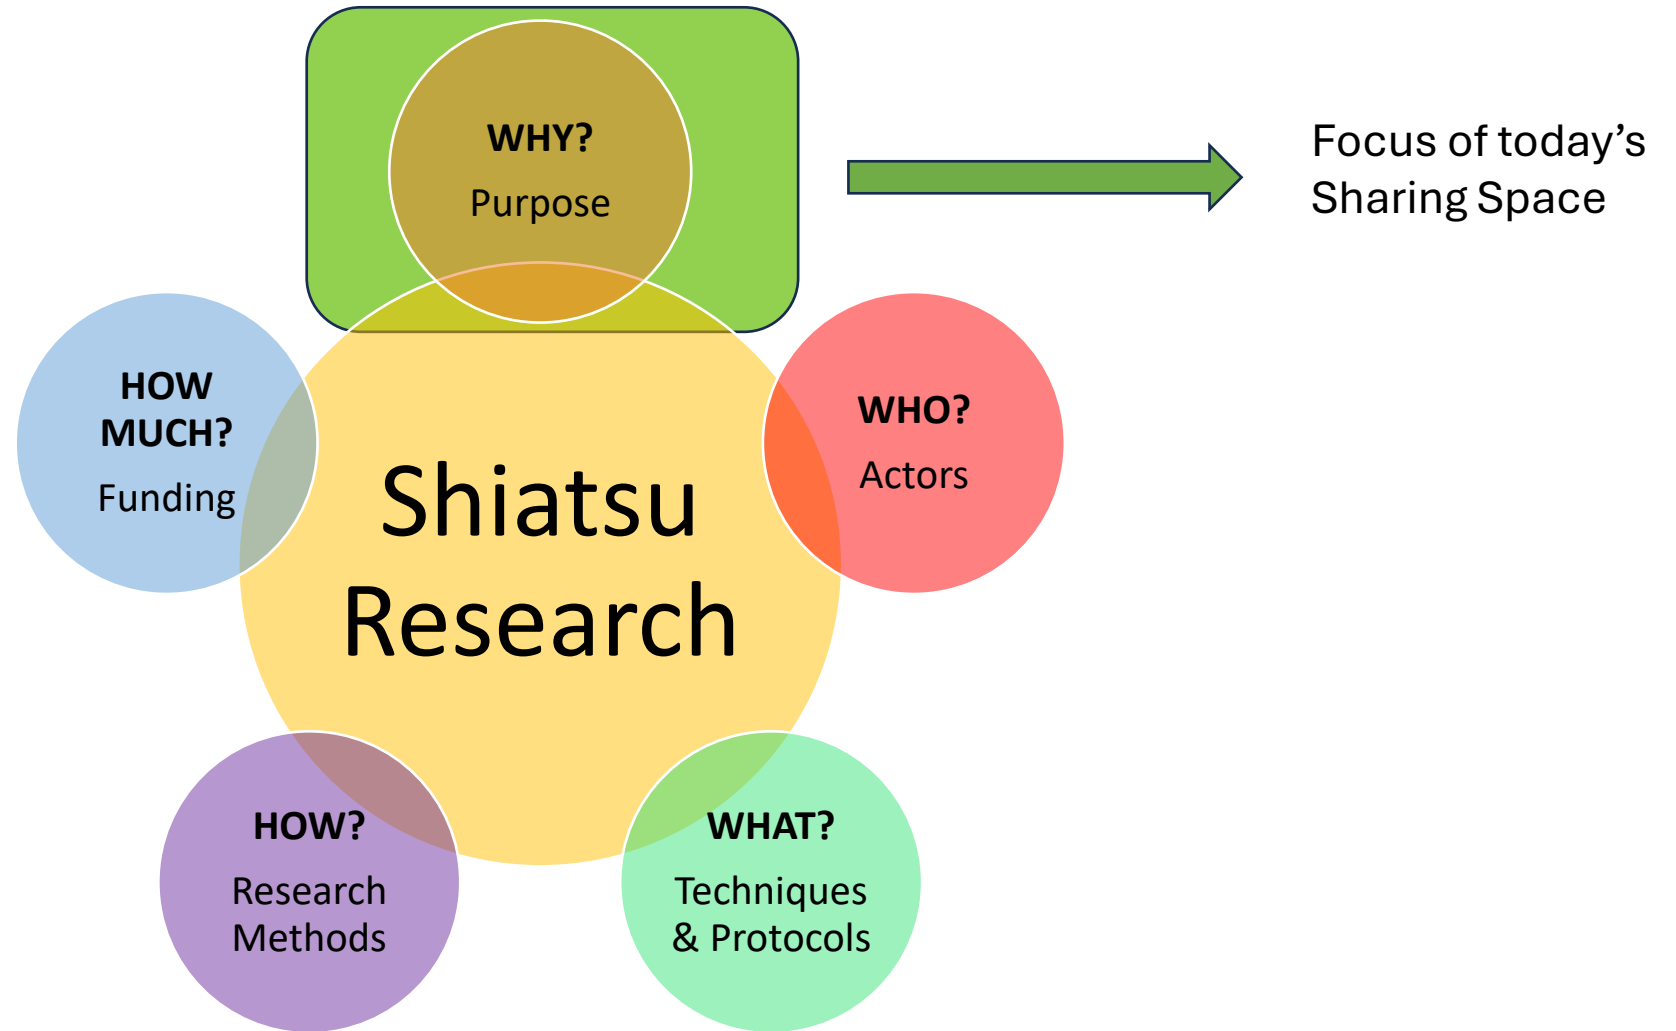 WHY?
Purpose
Focus of today’s
Sharing Space
HOW
MUCH?
Funding
WHO?
Actors
Shiatsu
Research
HOW?
Research
Methods
WHAT?
Techniques
& Protocols